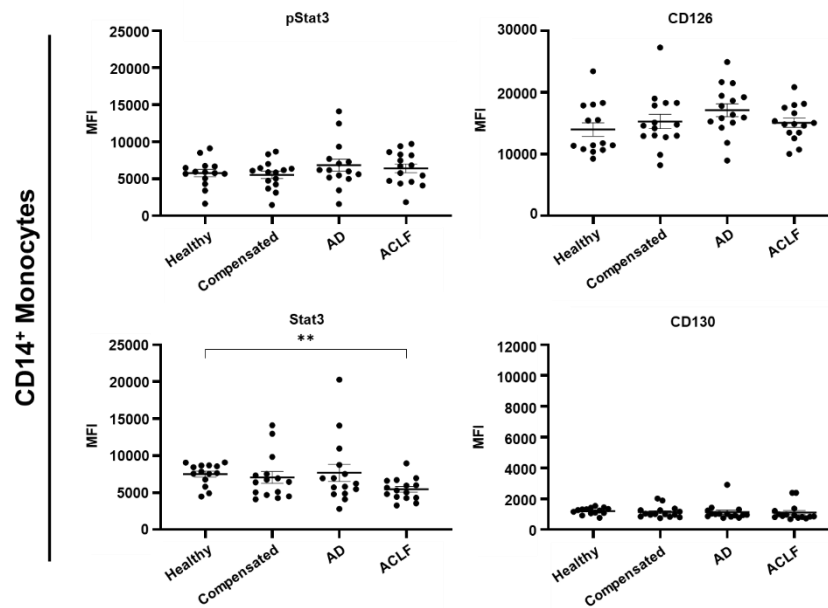 CD14⁺ Monocytes
pStat3
MFI
25000
20000
15000
10000
5000
0
Healthy
Compensated
AD
ACLF
CD126
MFI
30000
20000
10000
0
Healthy
Compensated
AD
ACLF
Stat3
**
MFI
25000
20000
15000
10000
5000
0
Healthy
Compensated
AD
ACLF
CD130
MFI
12000
10000
8000
6000
4000
2000
0
Healthy
Compensated
AD
ACLF